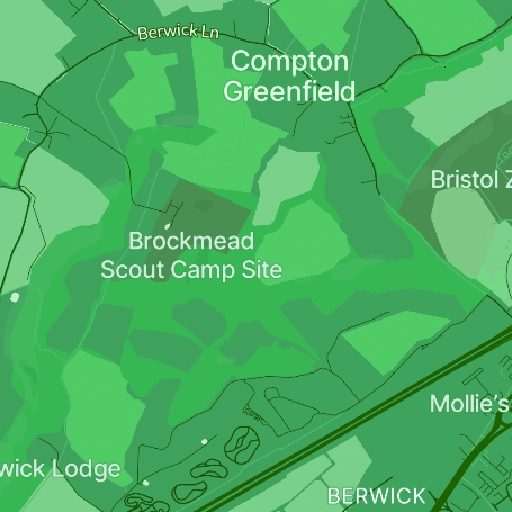 Berwick Ln
Compton
Greenfield
Bristol Z
Brockmead
Scout Camp Site
Mollie's
wick Lodge
BERWICK